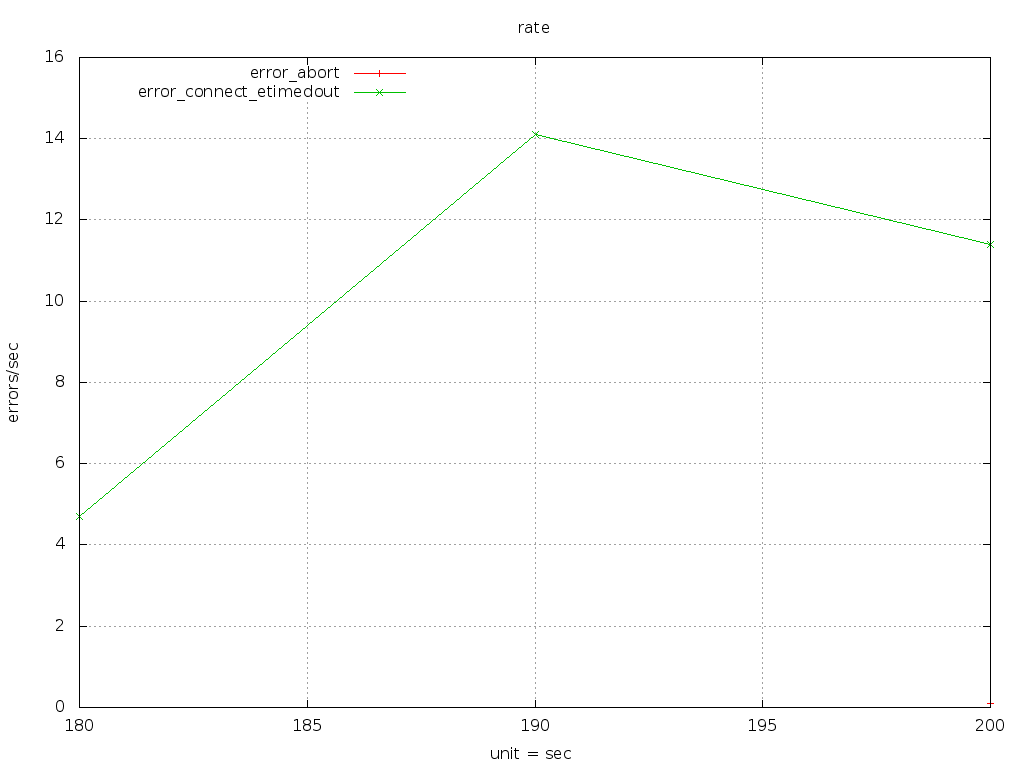 rate
16
14
12
10
8
6
4
2
0
error_abort
error_connect_etimedout
errors/sec
180 185 190 195 200
unit = sec